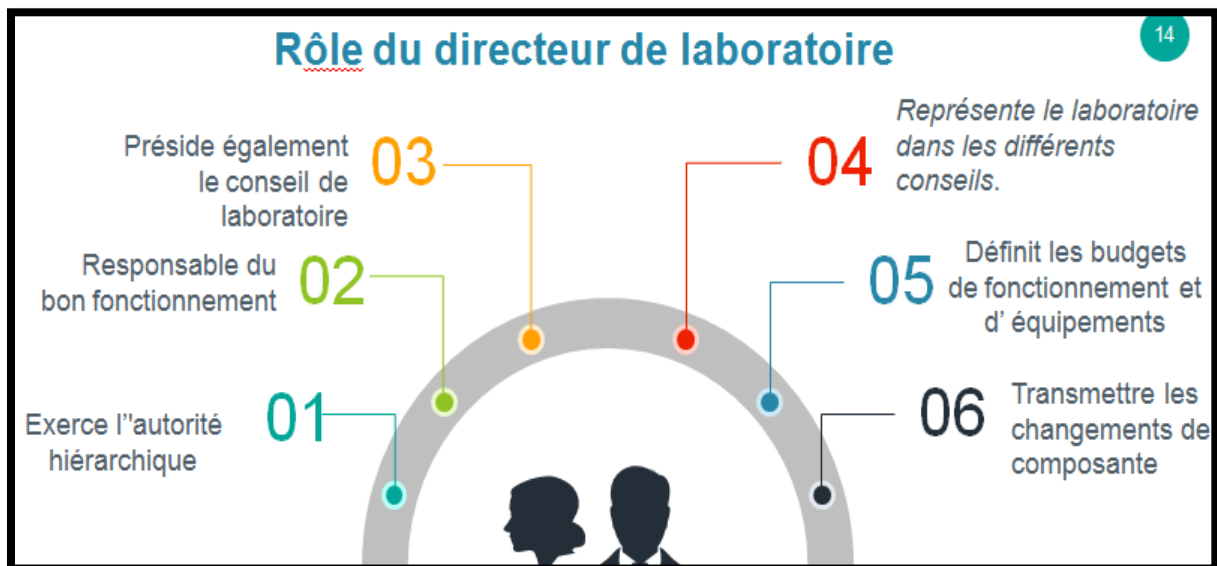 Rôle du directeur de laboratoire
14
Exerce l''autorité
hiérarchique
01
Responsable du
bon fonctionnement
02
Préside également
le conseil de
laboratoire
03
04
Représente le laboratoire
dans les différents
conseils.
05
Définit les budgets
de fonctionnement et
d' équipements
06
Transmettre les
changements de
composante